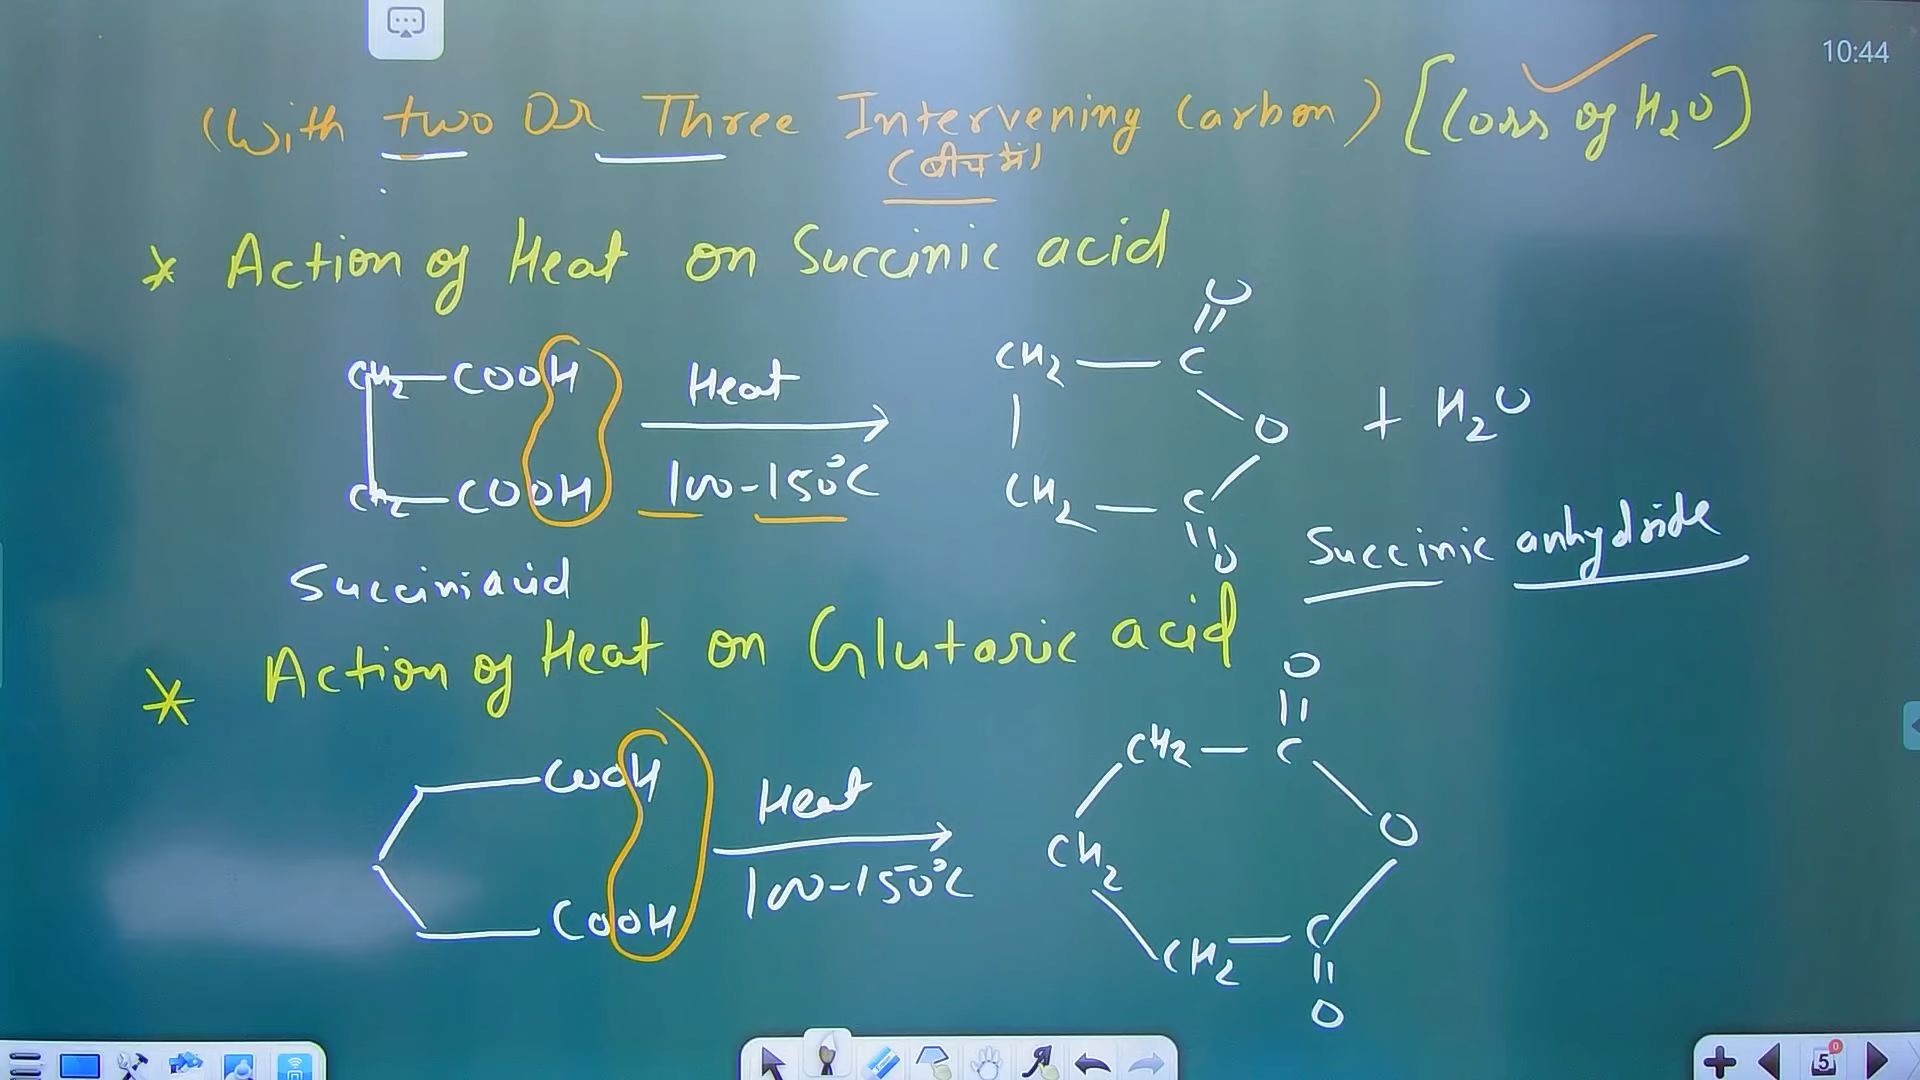 10:44
(With two Or Three Intervening Carbon) [Loss of H2O]
(बीच में)
* Action of Heat on Succinic acid
CH2—COOH Heat CH2—C O
100-150°C O + H2O
CH2—COOH CH2—C O
Succini acid Succinic anhydride
* Action of Heat on Glutaric acid
COOH Heat CH2—C O
100-150°C CH2 O
COOH CH2—C O
5
0